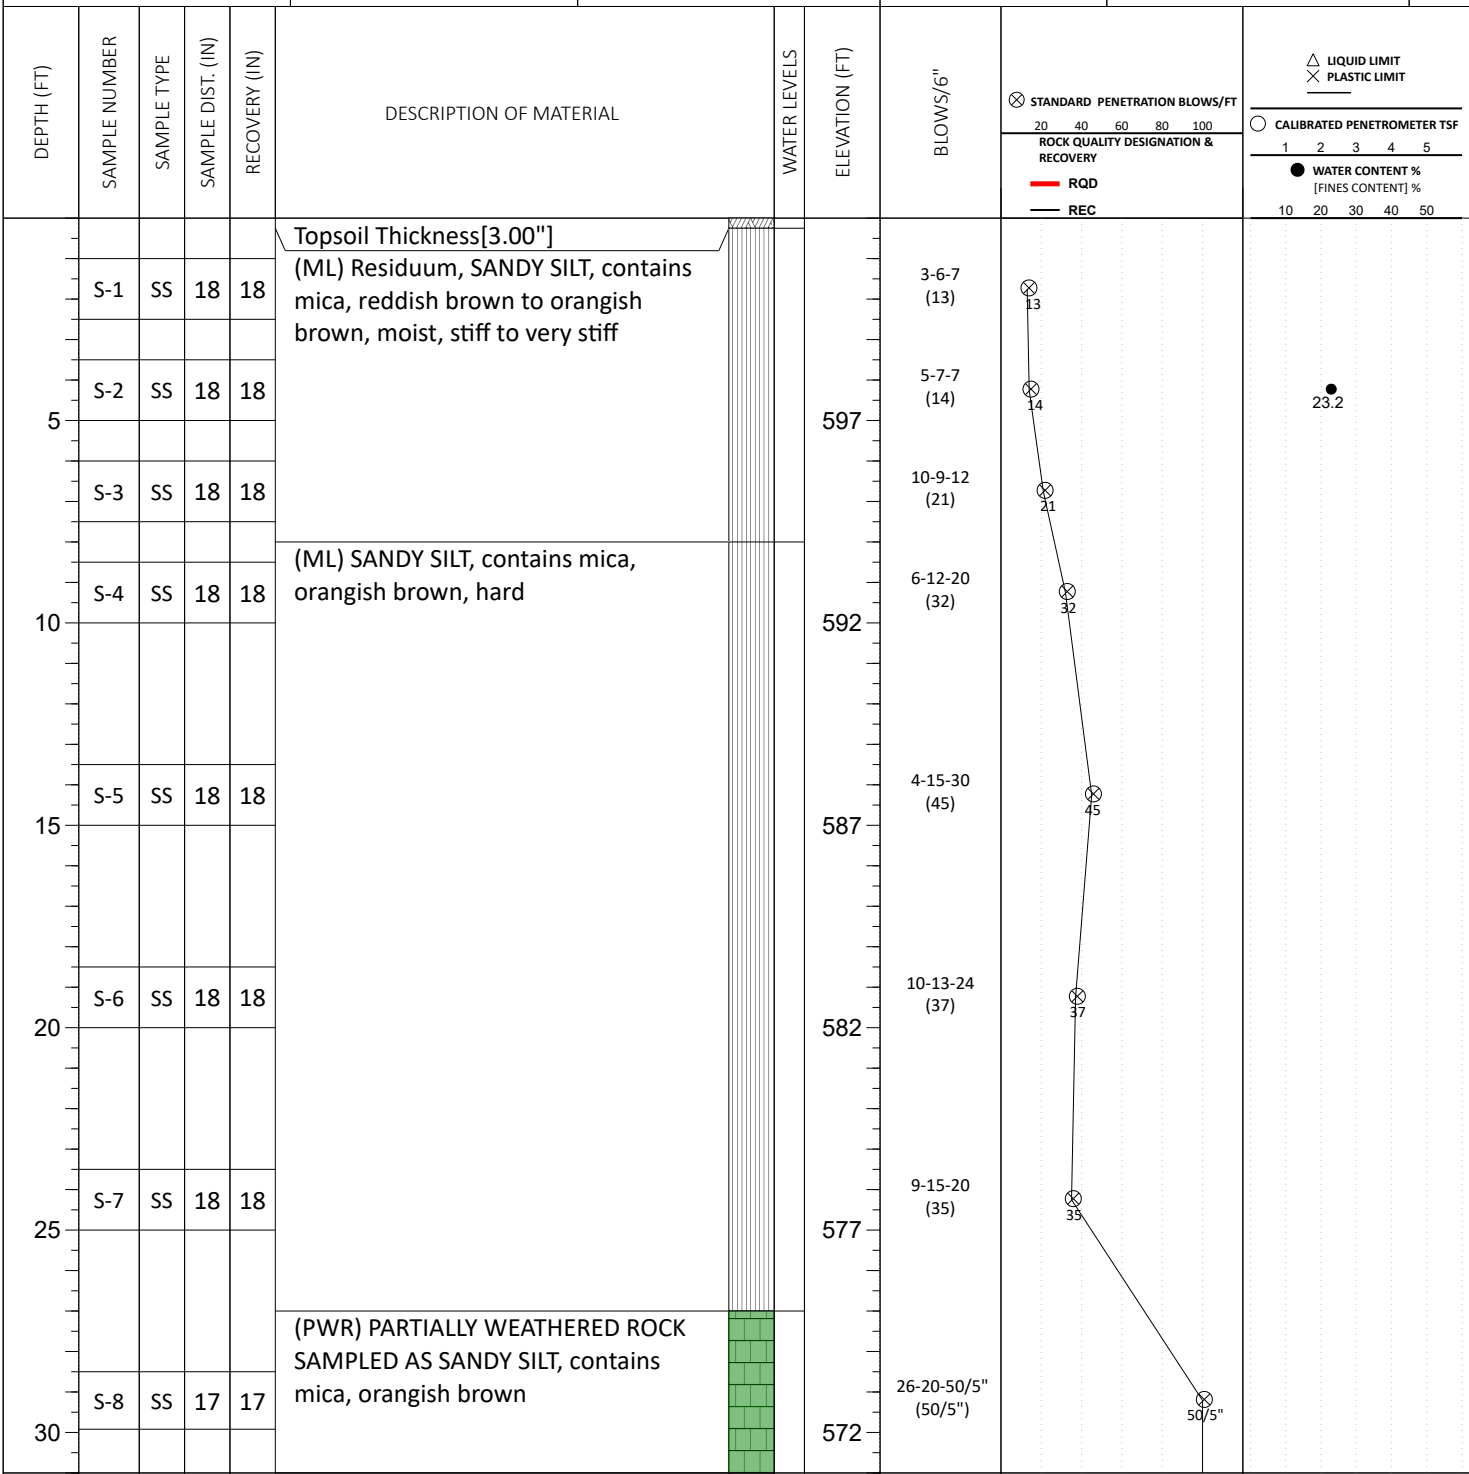 DEPTH (FT)
SAMPLE NUMBER
SAMPLE TYPE
SAMPLE DIST. (IN)
RECOVERY (IN)
DESCRIPTION OF MATERIAL
WATER LEVELS
ELEVATION (FT)
BLOWS/6"
STANDARD PENETRATION BLOWS/FT
20 40 60 80 100
ROCK QUALITY DESIGNATION &
RECOVERY
RQD
REC
LIQUID LIMIT
PLASTIC LIMIT
CALIBRATED PENETROMETER TSF
1 2 3 4 5
WATER CONTENT %
[FINES CONTENT] %
10 20 30 40 50
Topsoil Thickness[3.00"]
(ML) Residuum, SANDY SILT, contains
mica, reddish brown to orangish
brown, moist, stiff to very stiff
S-1 SS 18 18
3-6-7
(13)
13
S-2 SS 18 18
5-7-7
(14)
14
23.2
5
597
S-3 SS 18 18
10-9-12
(21)
21
(ML) SANDY SILT, contains mica,
orangish brown, hard
S-4 SS 18 18
6-12-20
(32)
32
10
592
S-5 SS 18 18
4-15-30
(45)
45
15
587
S-6 SS 18 18
10-13-24
(37)
37
20
582
S-7 SS 18 18
9-15-20
(35)
35
25
577
(PWR) PARTIALLY WEATHERED ROCK
SAMPLED AS SANDY SILT, contains
mica, orangish brown
S-8 SS 17 17
26-20-50/5"
(50/5")
50/5"
30
572